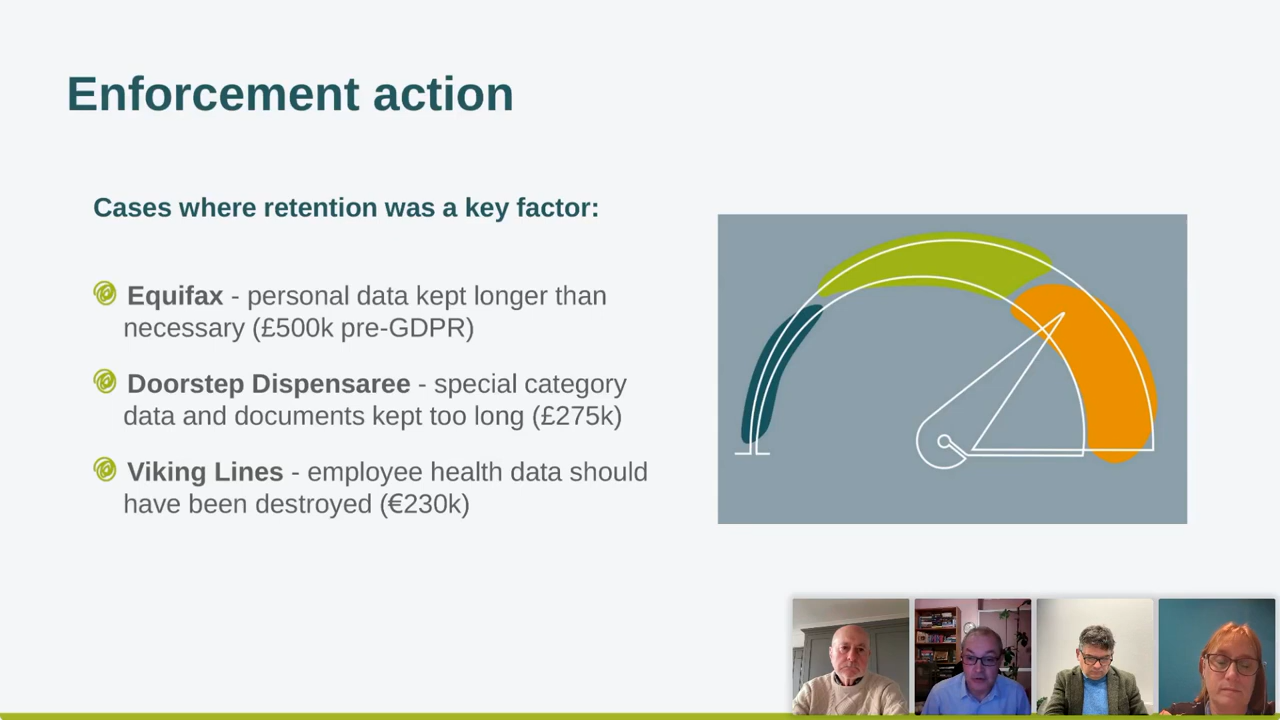 Enforcement action
Cases where retention was a key factor:
Equifax - personal data kept longer than
necessary (£500k pre-GDPR)
Doorstep Dispensaree - special category
data and documents kept too long (£275k)
Viking Lines - employee health data should
have been destroyed (€230k)